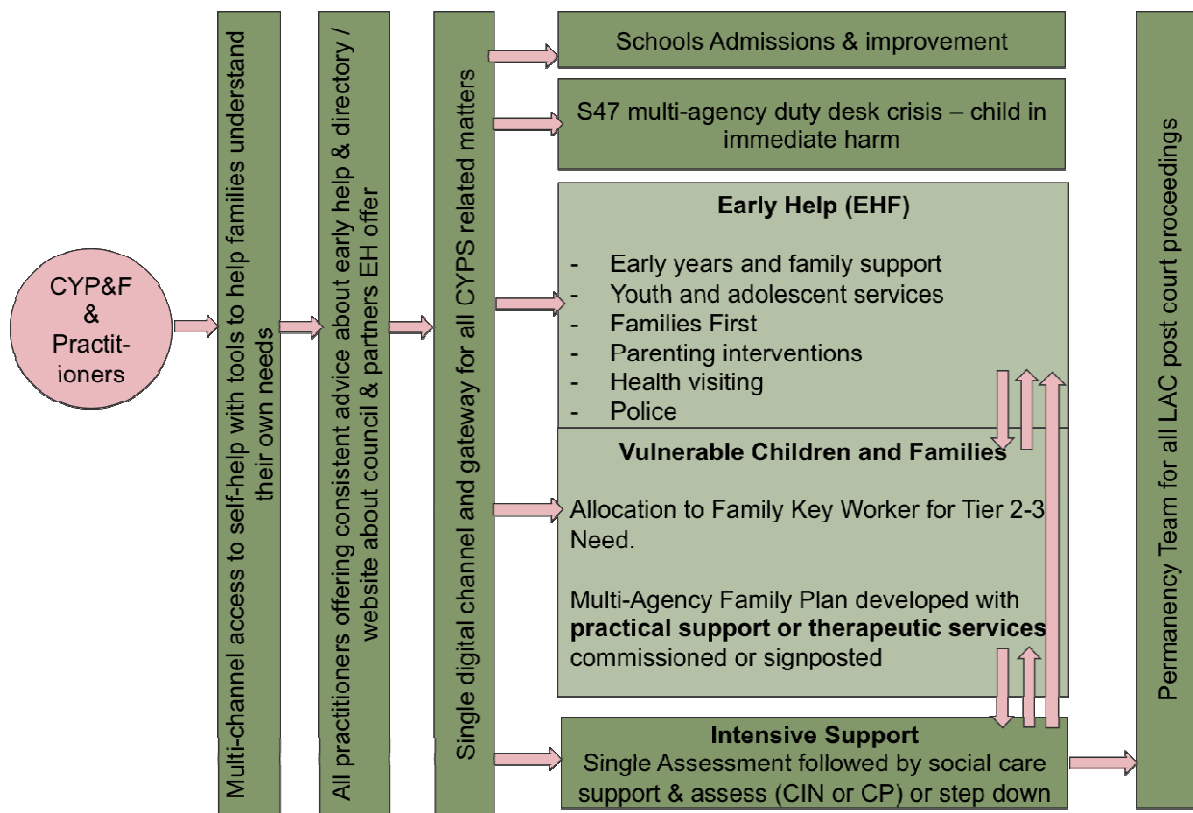 CYP&F
&
Practit-
ioners
Multi-channel access to self-help with tools to help families understand
their own needs
All practitioners offering consistent advice about early help & directory /
website about council & partners EH offer
Single digital channel and gateway for all CYPS related matters
Schools Admissions & improvement
S47 multi-agency duty desk crisis – child in
immediate harm
Early Help (EHF)
- Early years and family support
- Youth and adolescent services
- Families First
- Parenting interventions
- Health visiting
- Police
Vulnerable Children and Families
Allocation to Family Key Worker for Tier 2-3
Need.
Multi-Agency Family Plan developed with
practical support or therapeutic services
commissioned or signposted
Intensive Support
Single Assessment followed by social care
support & assess (CIN or CP) or step down
Permanency Team for all LAC post court proceedings